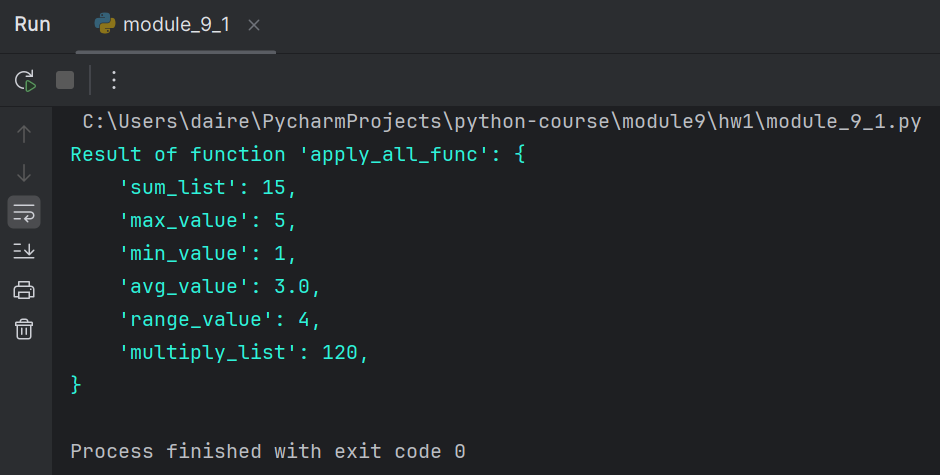 Run module_9_1
C:\Users\daire\PycharmProjects\python-course\module9\hw1\module_9_1.py
Result of function 'apply_all_func': {
    'sum_list': 15,
    'max_value': 5,
    'min_value': 1,
    'avg_value': 3.0,
    'range_value': 4,
    'multiply_list': 120,
}
Process finished with exit code 0